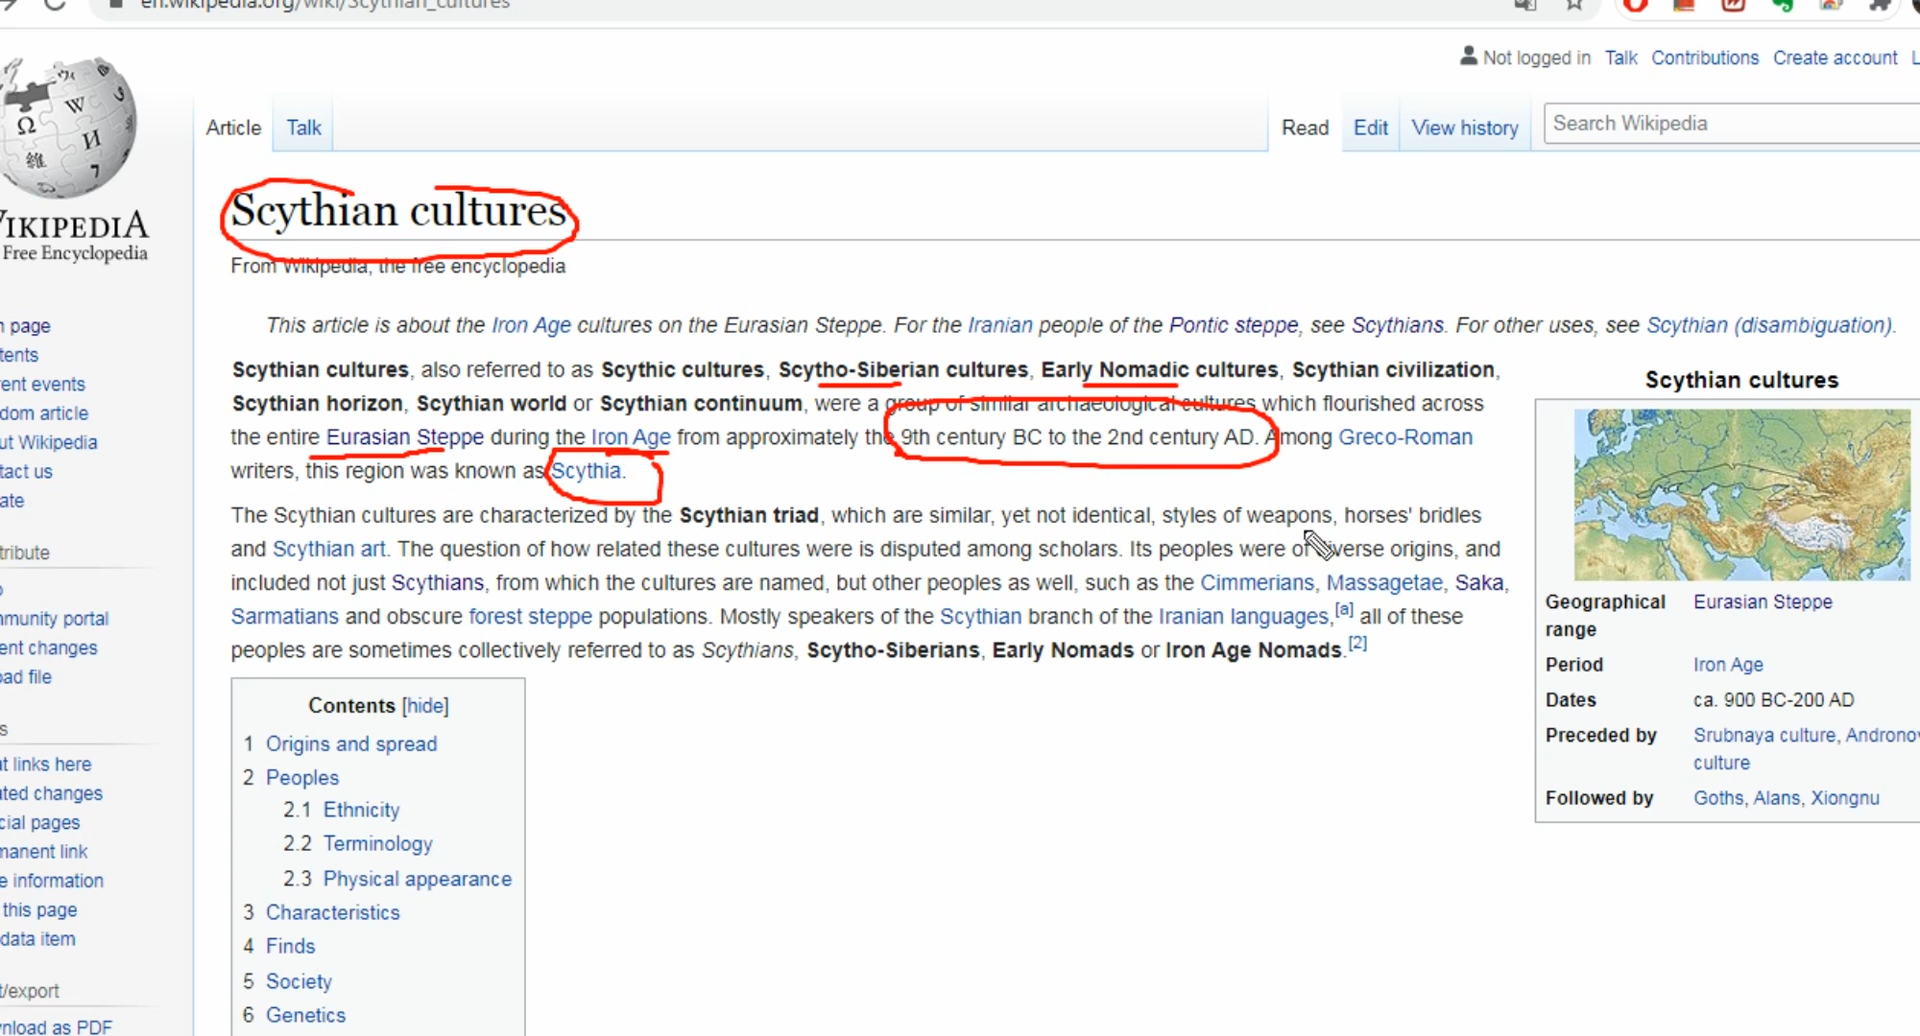 en.wikipedia.org/wiki/Scythian_cultures
Not logged in Talk Contributions Create account
Article Talk Read Edit View history Search Wikipedia
WIKIPEDIA
Free Encyclopedia
Scythian cultures
From Wikipedia, the free encyclopedia
This article is about the Iron Age cultures on the Eurasian Steppe. For the Iranian people of the Pontic steppe, see Scythians. For other uses, see Scythian (disambiguation).
Scythian cultures, also referred to as Scythic cultures, Scytho-Siberian cultures, Early Nomadic cultures, Scythian civilization,
Scythian horizon, Scythian world or Scythian continuum, were a group of similar archaeological cultures which flourished across
the entire Eurasian Steppe during the Iron Age from approximately the 9th century BC to the 2nd century AD. Among Greco-Roman
writers, this region was known as Scythia.
The Scythian cultures are characterized by the Scythian triad, which are similar, yet not identical, styles of weapons, horses' bridles
and Scythian art. The question of how related these cultures were is disputed among scholars. Its peoples were of diverse origins, and
included not just Scythians, from which the cultures are named, but other peoples as well, such as the Cimmerians, Massagetae, Saka,
Sarmatians and obscure forest steppe populations. Mostly speakers of the Scythian branch of the Iranian languages,[a] all of these
peoples are sometimes collectively referred to as Scythians, Scytho-Siberians, Early Nomads or Iron Age Nomads.[2]
Contents [hide]
1 Origins and spread
2 Peoples
2.1 Ethnicity
2.2 Terminology
2.3 Physical appearance
3 Characteristics
4 Finds
5 Society
6 Genetics
Scythian cultures
Geographical range Eurasian Steppe
Period Iron Age
Dates ca. 900 BC-200 AD
Preceded by Srubnaya culture, Andronov
culture
Followed by Goths, Alans, Xiongnu
page
tents
rent events
dom article
ut Wikipedia
tact us
ate
tribute
mmunity portal
ent changes
oad file
s
at links here
ated changes
cial pages
manent link
e information
this page
data item
t/export
wnload as PDF